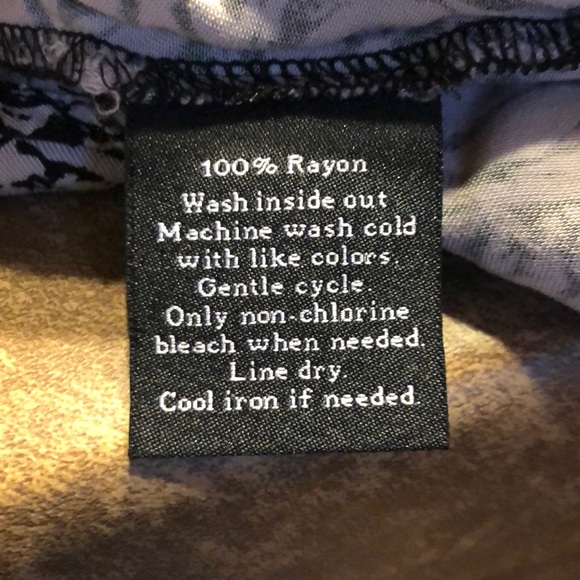 100% Rayon
Wash inside out
Machine wash cold
with like colors.
Gentle cycle.
Only non-chlorine
bleach when needed.
Line dry.
Cool iron if needed.